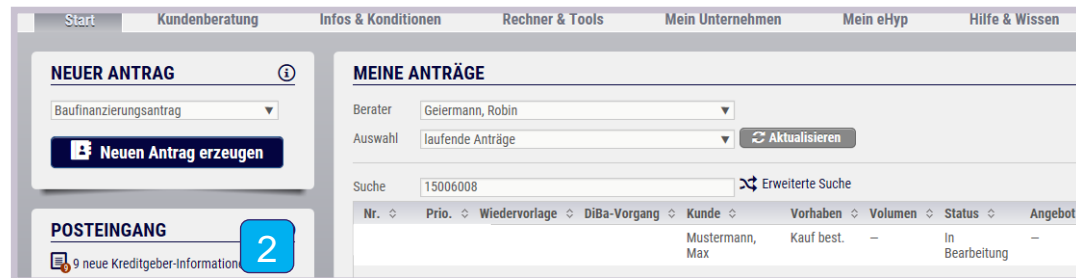 Start Kundenberatung Infos & Konditionen Rechner & Tools Mein Unternehmen Mein eHyp Hilfe & Wissen
NEUER ANTRAG
Baufinanzierungsantrag
Neuen Antrag erzeugen
POSTEINGANG
9 9 neue Kreditgeber-Informatione
2
MEINE ANTRÄGE
Berater Geiermann, Robin
Auswahl laufende Anträge Aktualisieren
Suche 15006008 Erweiterte Suche
Nr. Prio. Wiedervorlage DiBa-Vorgang Kunde Vorhaben Volumen Status Angebot
Mustermann, Kauf best. – In –
Max Bearbeitung